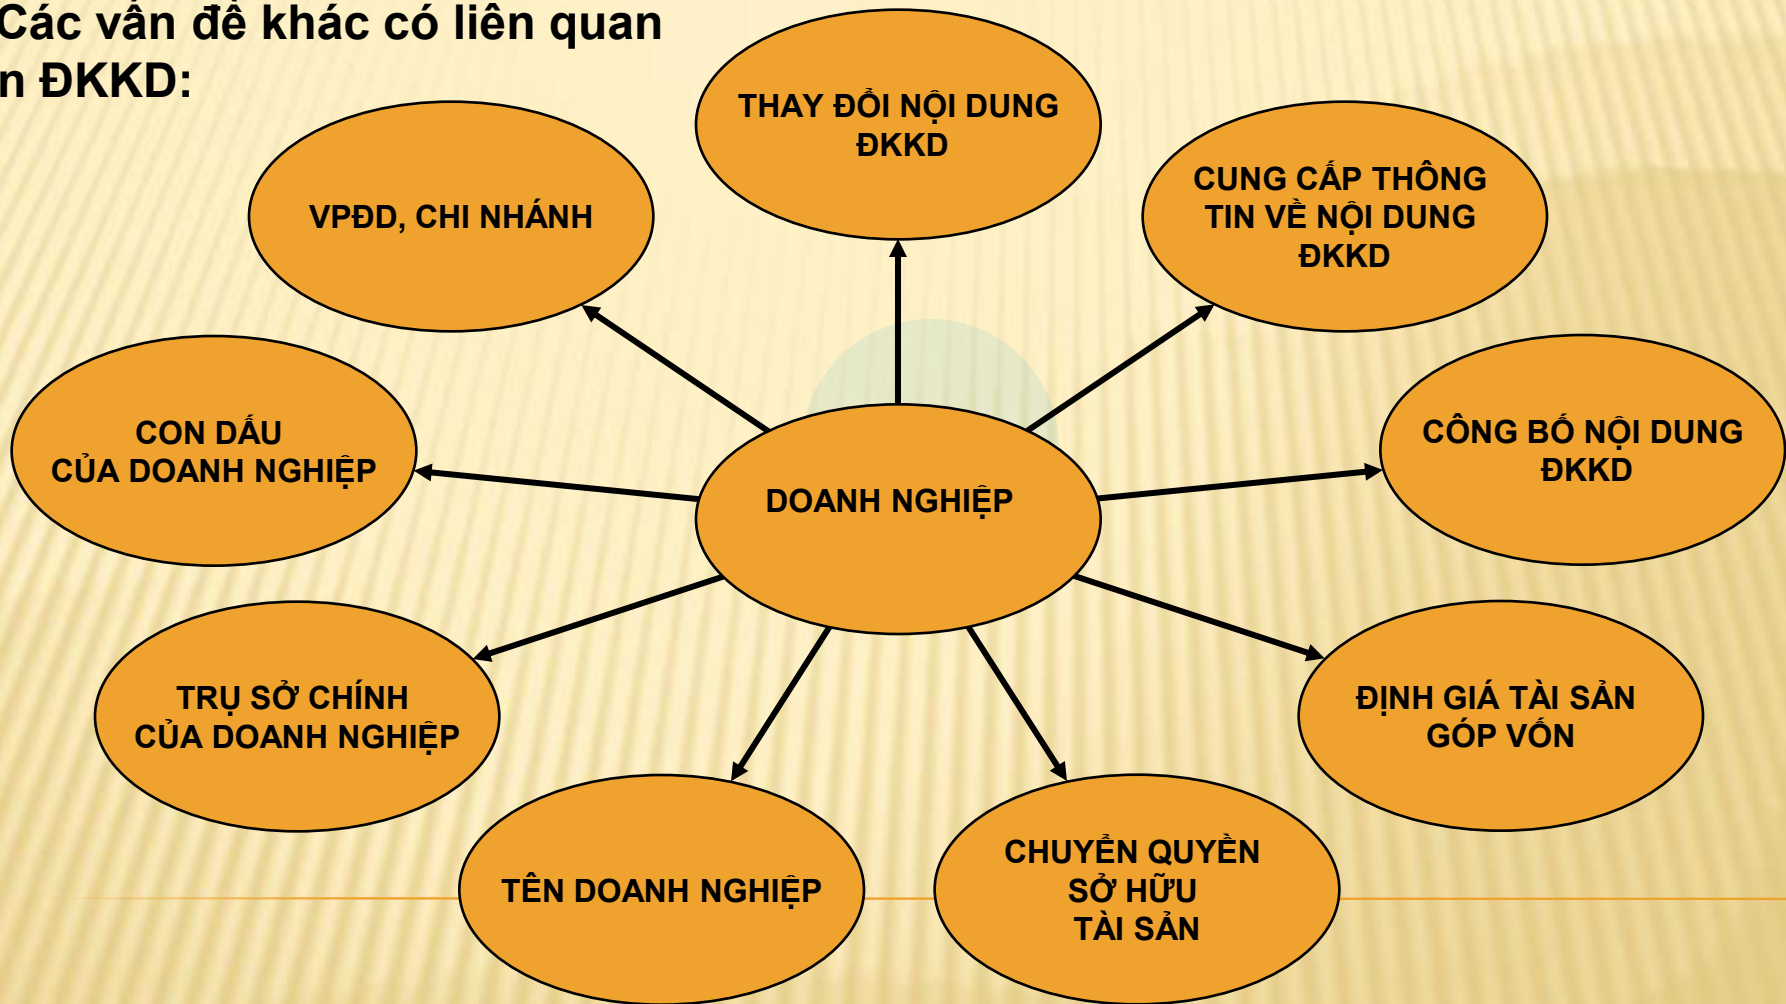 Các vấn đề khác có liên quan
n ĐKKD:
THAY ĐỔI NỘI DUNG
ĐKKD
VPĐD, CHI NHÁNH
CUNG CẤP THÔNG
TIN VỀ NỘI DUNG
ĐKKD
CON DẤU
CỦA DOANH NGHIỆP
CÔNG BỐ NỘI DUNG
ĐKKD
DOANH NGHIỆP
TRỤ SỞ CHÍNH
CỦA DOANH NGHIỆP
ĐỊNH GIÁ TÀI SẢN
GÓP VỐN
TÊN DOANH NGHIỆP
CHUYỂN QUYỀN
SỞ HỮU
TÀI SẢN